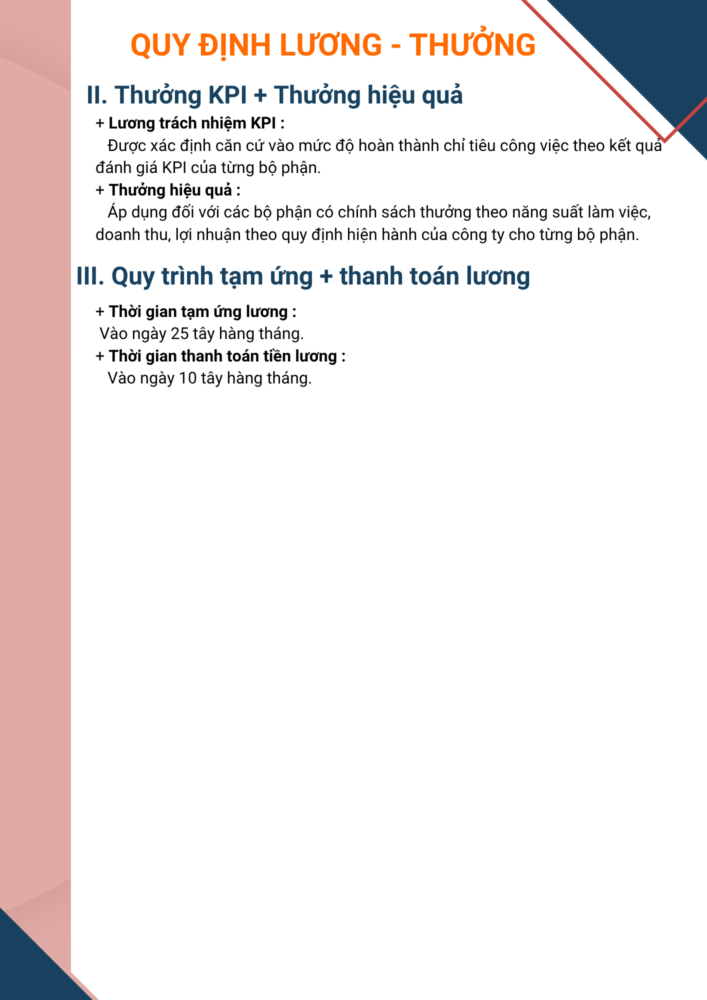 QUY ĐỊNH LƯƠNG - THƯỞNG
II. Thưởng KPI + Thưởng hiệu quả
+ Lương trách nhiệm KPI :
Được xác định căn cứ vào mức độ hoàn thành chỉ tiêu công việc theo kết quả
đánh giá KPI của từng bộ phận.
+ Thưởng hiệu quả :
Áp dụng đối với các bộ phận có chính sách thưởng theo năng suất làm việc,
doanh thu, lợi nhuận theo quy định hiện hành của công ty cho từng bộ phận.
III. Quy trình tạm ứng + thanh toán lương
+ Thời gian tạm ứng lương :
Vào ngày 25 tây hàng tháng.
+ Thời gian thanh toán tiền lương :
Vào ngày 10 tây hàng tháng.